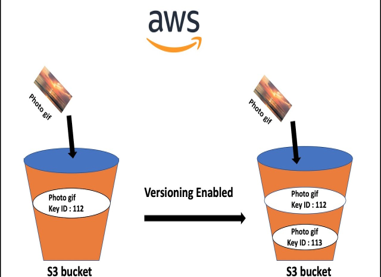 aws
Photo gif
Photo gif
Photo gif
Key ID : 112
Versioning Enabled
Photo gif
Key ID : 112
Photo gif
Key ID : 113
S3 bucket
S3 bucket